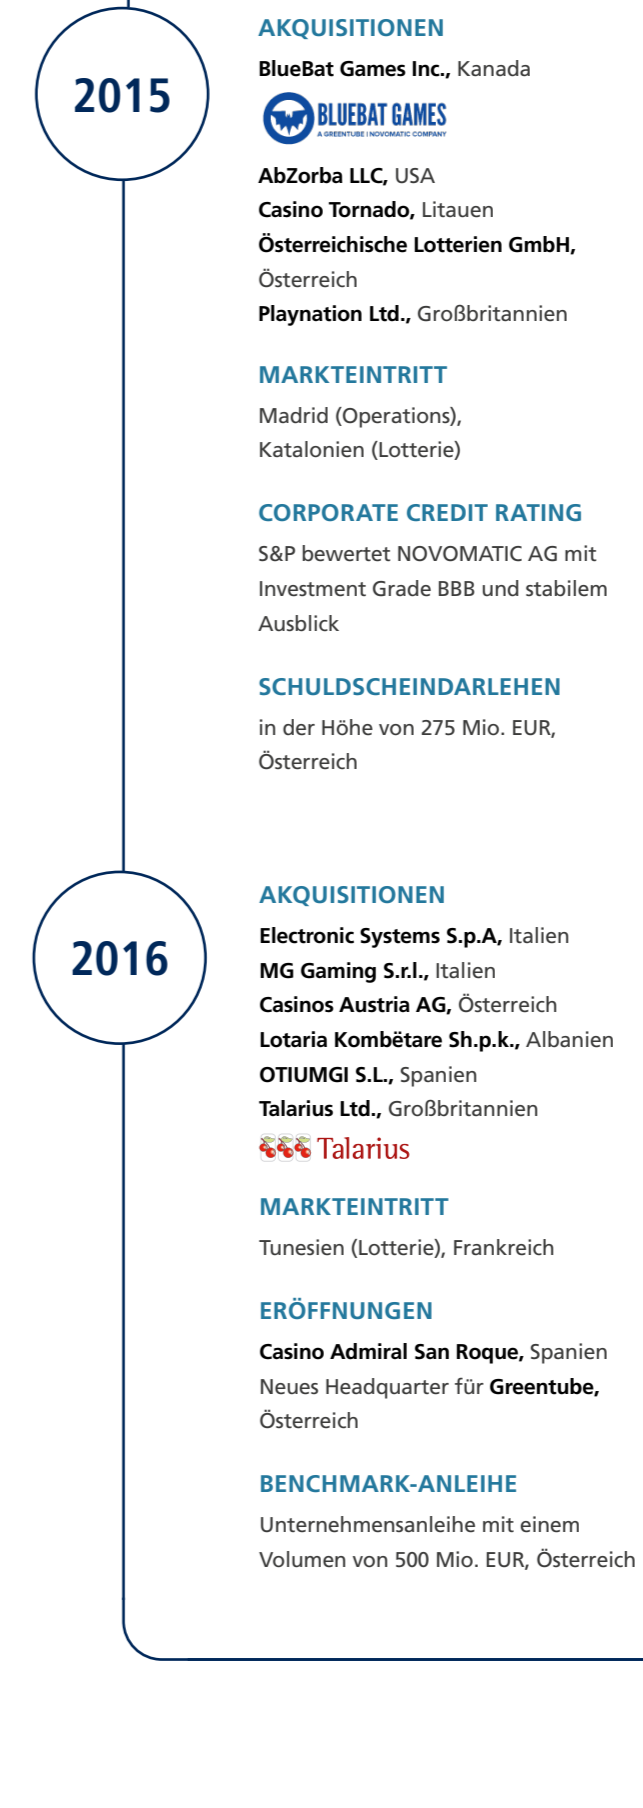 2015
AKQUISITIONEN
BlueBat Games Inc., Kanada
BLUEBAT GAMES
A GREENTUBE I NOVOMATIC COMPANY
AbZorba LLC, USA
Casino Tornado, Litauen
Österreichische Lotterien GmbH,
Österreich
Playnation Ltd., Großbritannien
MARKTEINTRITT
Madrid (Operations),
Katalonien (Lotterie)
CORPORATE CREDIT RATING
S&P bewertet NOVOMATIC AG mit
Investment Grade BBB und stabilem
Ausblick
SCHULDSCHEINDARLEHEN
in der Höhe von 275 Mio. EUR,
Österreich
2016
AKQUISITIONEN
Electronic Systems S.p.A, Italien
MG Gaming S.r.l., Italien
Casinos Austria AG, Österreich
Lotaria Kombëtare Sh.p.k., Albanien
OTIUMGI S.L., Spanien
Talarius Ltd., Großbritannien
Talarius
MARKTEINTRITT
Tunesien (Lotterie), Frankreich
ERÖFFNUNGEN
Casino Admiral San Roque, Spanien
Neues Headquarter für Greentube,
Österreich
BENCHMARK-ANLEIHE
Unternehmensanleihe mit einem
Volumen von 500 Mio. EUR, Österreich